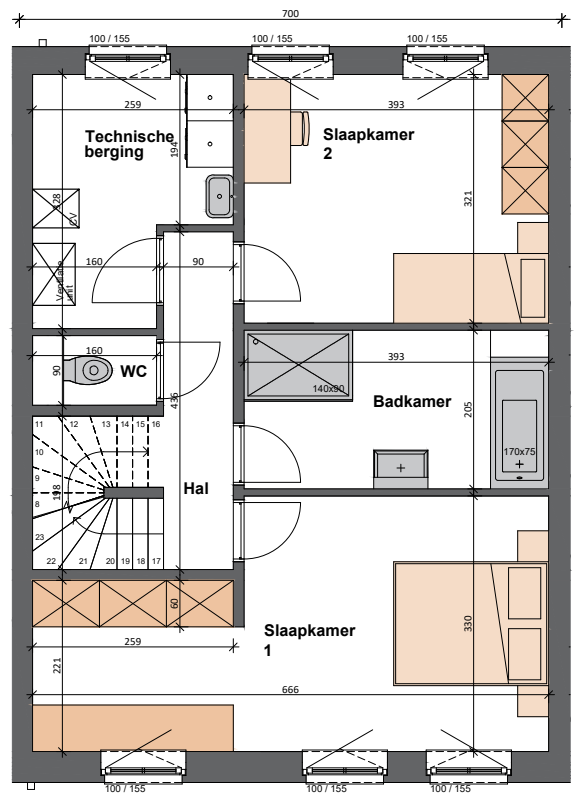 700
100 / 155
100 / 155
100 / 155
259
393
Technische
berging
194
Slaapkamer
2
321
328
CV
160
90
Ventilatie
unit
160
WC
90
393
140x90
436
Badkamer
205
170x75
11
12
13
14
15
16
10
9
8
198
Hal
23
22
21
20
19
18
17
60
259
221
Slaapkamer
1
330
666
100 / 155
100 / 155
100 / 155